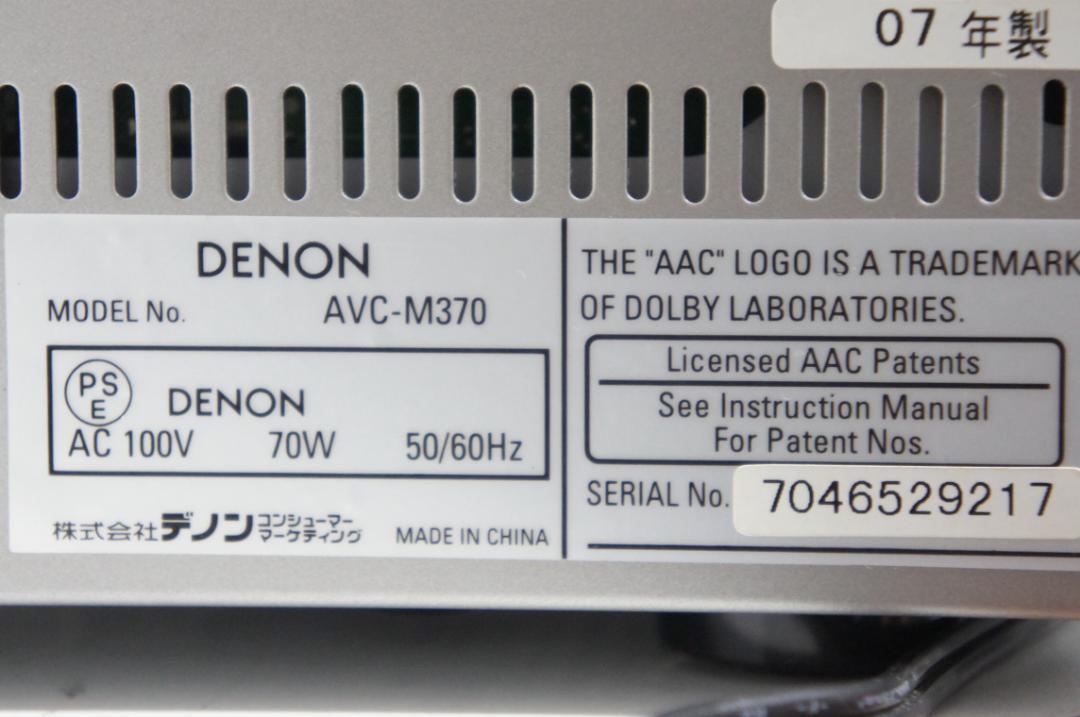 07 年製
DENON
MODEL No. AVC-M370
PS
E
DENON
AC 100V 70W 50/60Hz
株式会社デノン コンシューマー
マーケティング
MADE IN CHINA
THE "AAC" LOGO IS A TRADEMARK
OF DOLBY LABORATORIES.
Licensed AAC Patents
See Instruction Manual
For Patent Nos.
SERIAL No. 7046529217